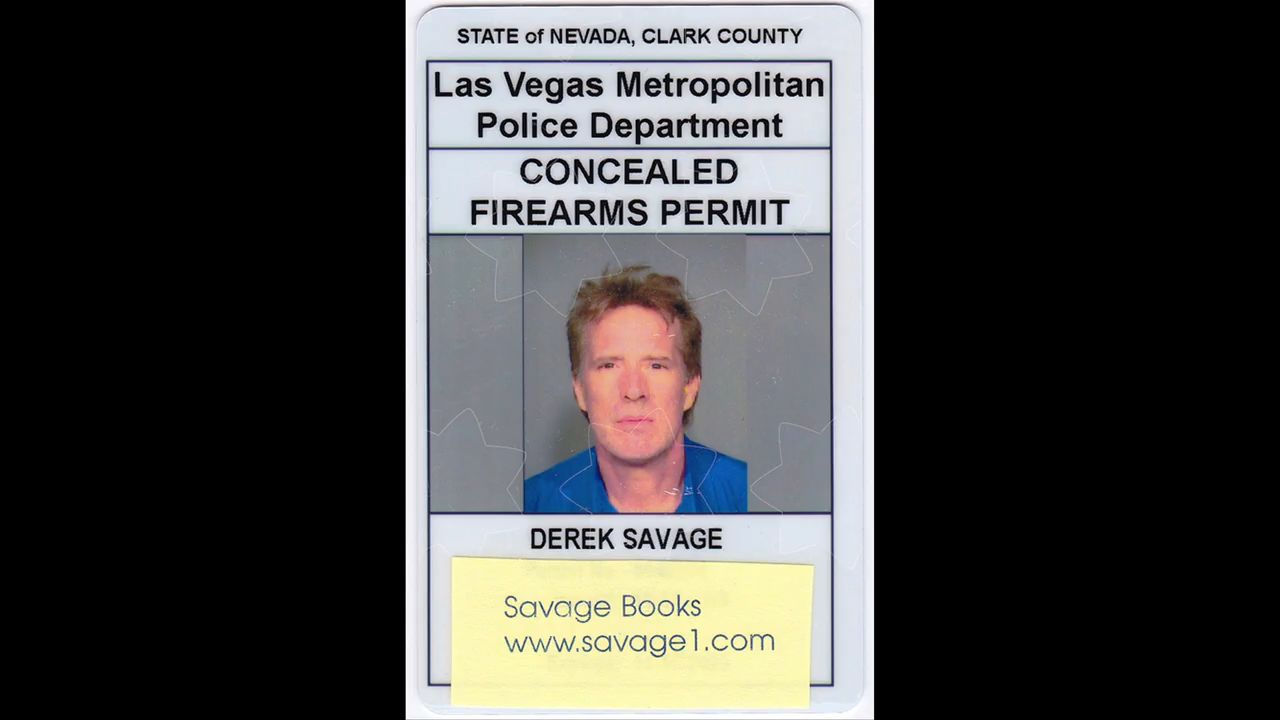 STATE of NEVADA, CLARK COUNTY
Las Vegas Metropolitan
Police Department
CONCEALED
FIREARMS PERMIT
DEREK SAVAGE
Savage Books
www.savage1.com